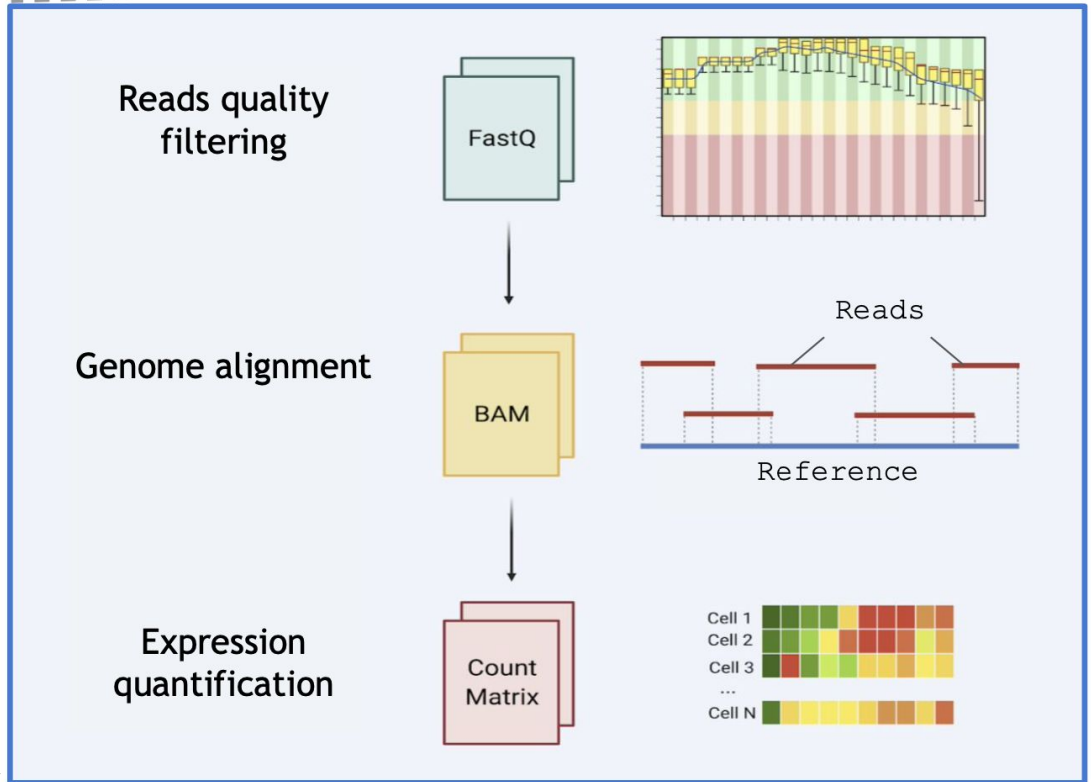 Reads quality
filtering
FastQ
Reads
Genome alignment
BAM
Reference
Expression
quantification
Count
Matrix
Cell 1
Cell 2
Cell 3
...
Cell N